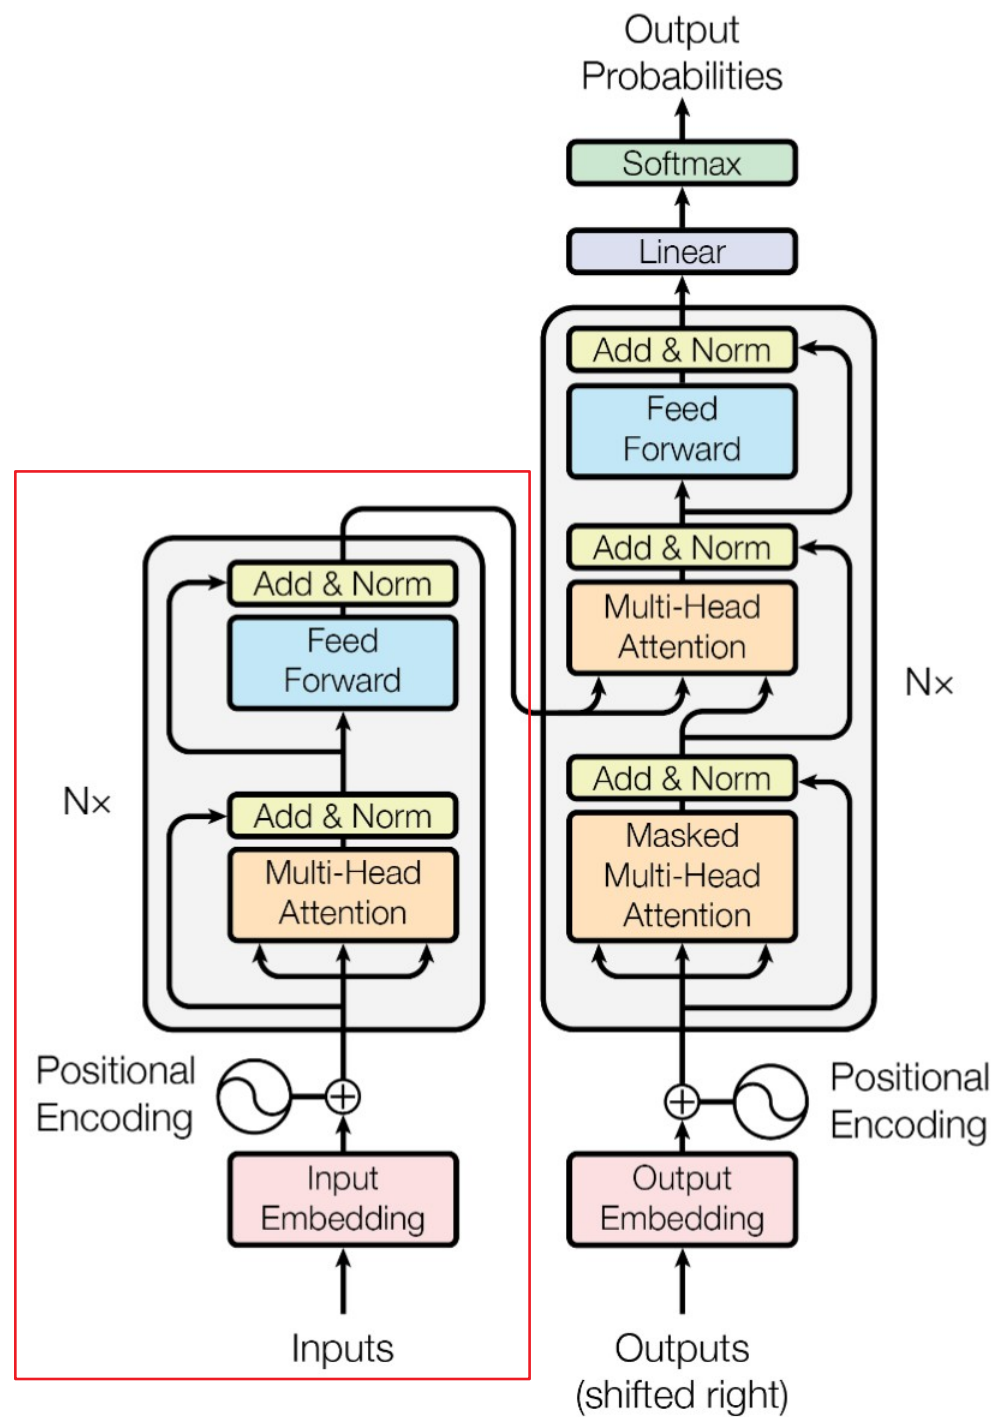 Output
Probabilities
Softmax
Linear
Add & Norm
Feed
Forward
Add & Norm
Multi-Head
Attention
Add & Norm
Masked
Multi-Head
Attention
N×
Positional
Encoding
Output
Embedding
Outputs
(shifted right)
Add & Norm
Feed
Forward
Add & Norm
Multi-Head
Attention
N×
Positional
Encoding
Input
Embedding
Inputs